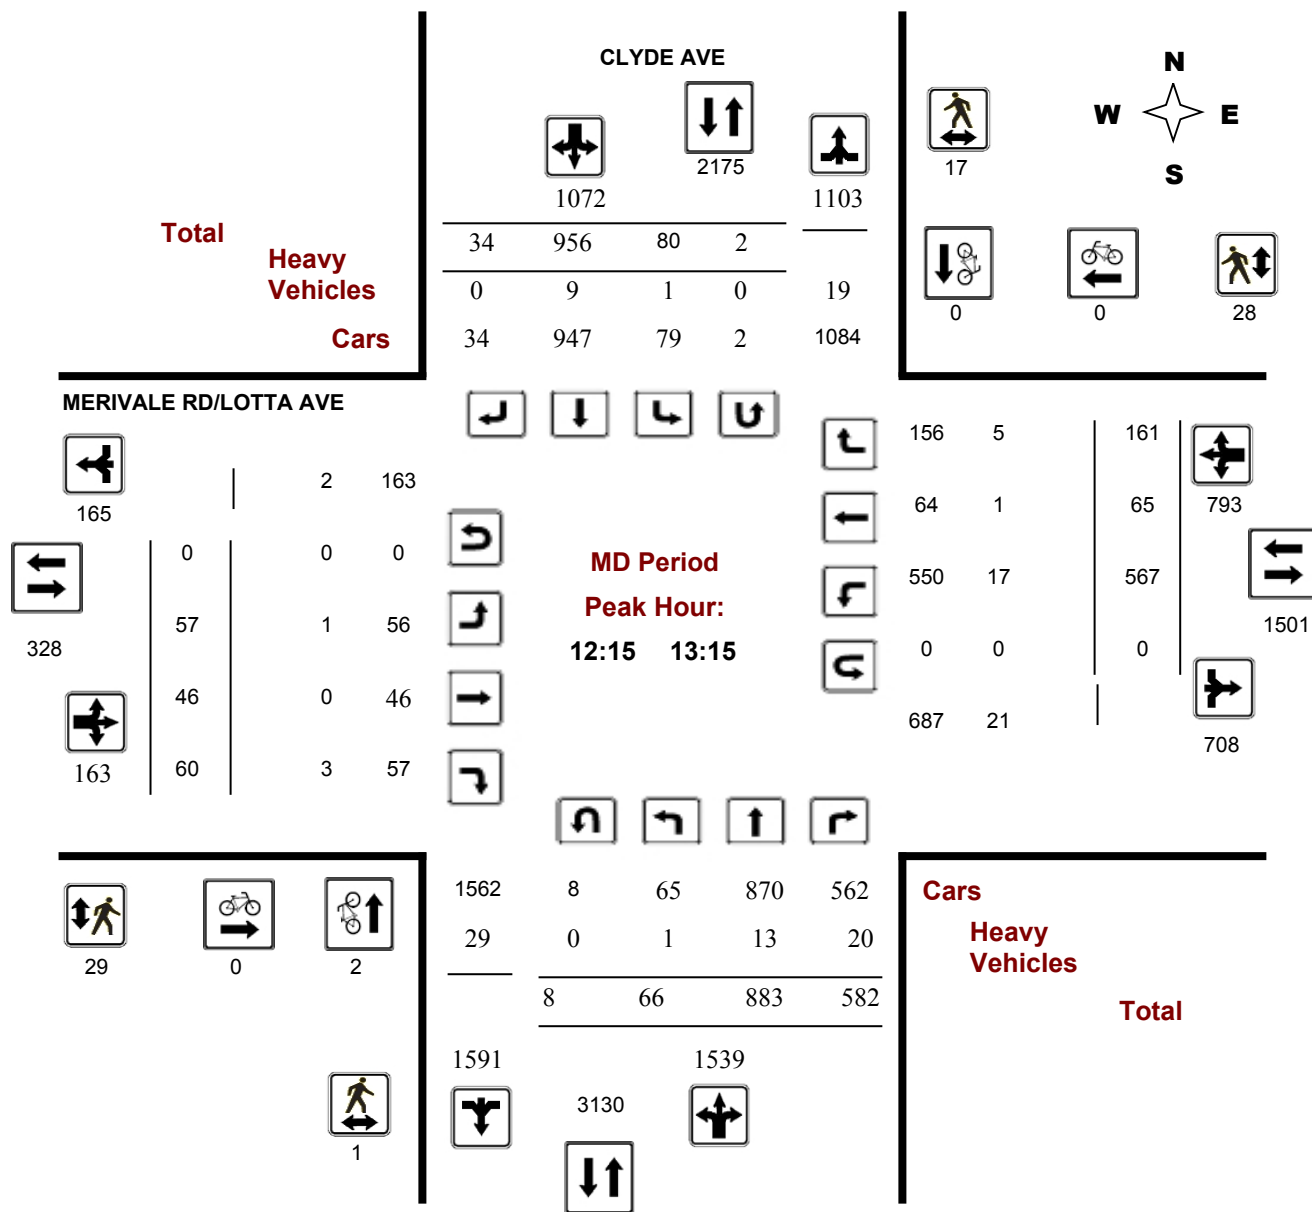 CLYDE AVE
N
W E
S
2175
17
1072 1103
Total 34 956 80 2
Heavy
Vehicles 0 9 1 0 19
0 0 28
Cars 34 947 79 2 1084
MERIVALE RD/LOTTA AVE
156 5 161
2 163
165
64 1 65 793
0 0 0
MD Period
550 17 567
Peak Hour:
57 1 56
328
12:15 13:15
0 0 0
1501
46 0 46
687 21
708
163 60 3 57
1562 8 65 870 562 Cars
29 0 1 13 20 Heavy
Vehicles
29 0 2
8 66 883 582 Total
1591 1539
3130
1